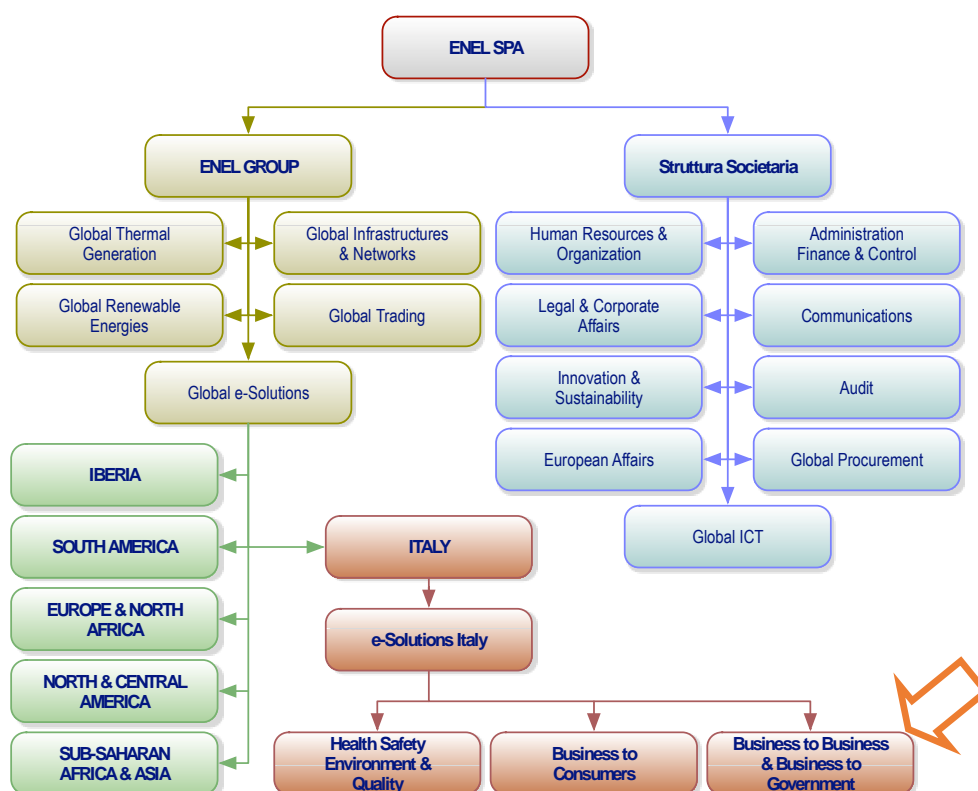 ENEL SPA
ENEL GROUP
Struttura Societaria
Global Thermal
Generation
Global Infrastructures
& Networks
Human Resources &
Organization
Administration
Finance & Control
Global Renewable
Energies
Global Trading
Legal & Corporate
Affairs
Communications
Global e-Solutions
Innovation &
Sustainability
Audit
IBERIA
European Affairs
Global Procurement
SOUTH AMERICA
ITALY
Global ICT
EUROPE & NORTH
AFRICA
e-Solutions Italy
NORTH & CENTRAL
AMERICA
SUB-SAHARAN
AFRICA & ASIA
Health Safety
Environment &
Quality
Business to
Consumers
Business to Business
& Business to
Government